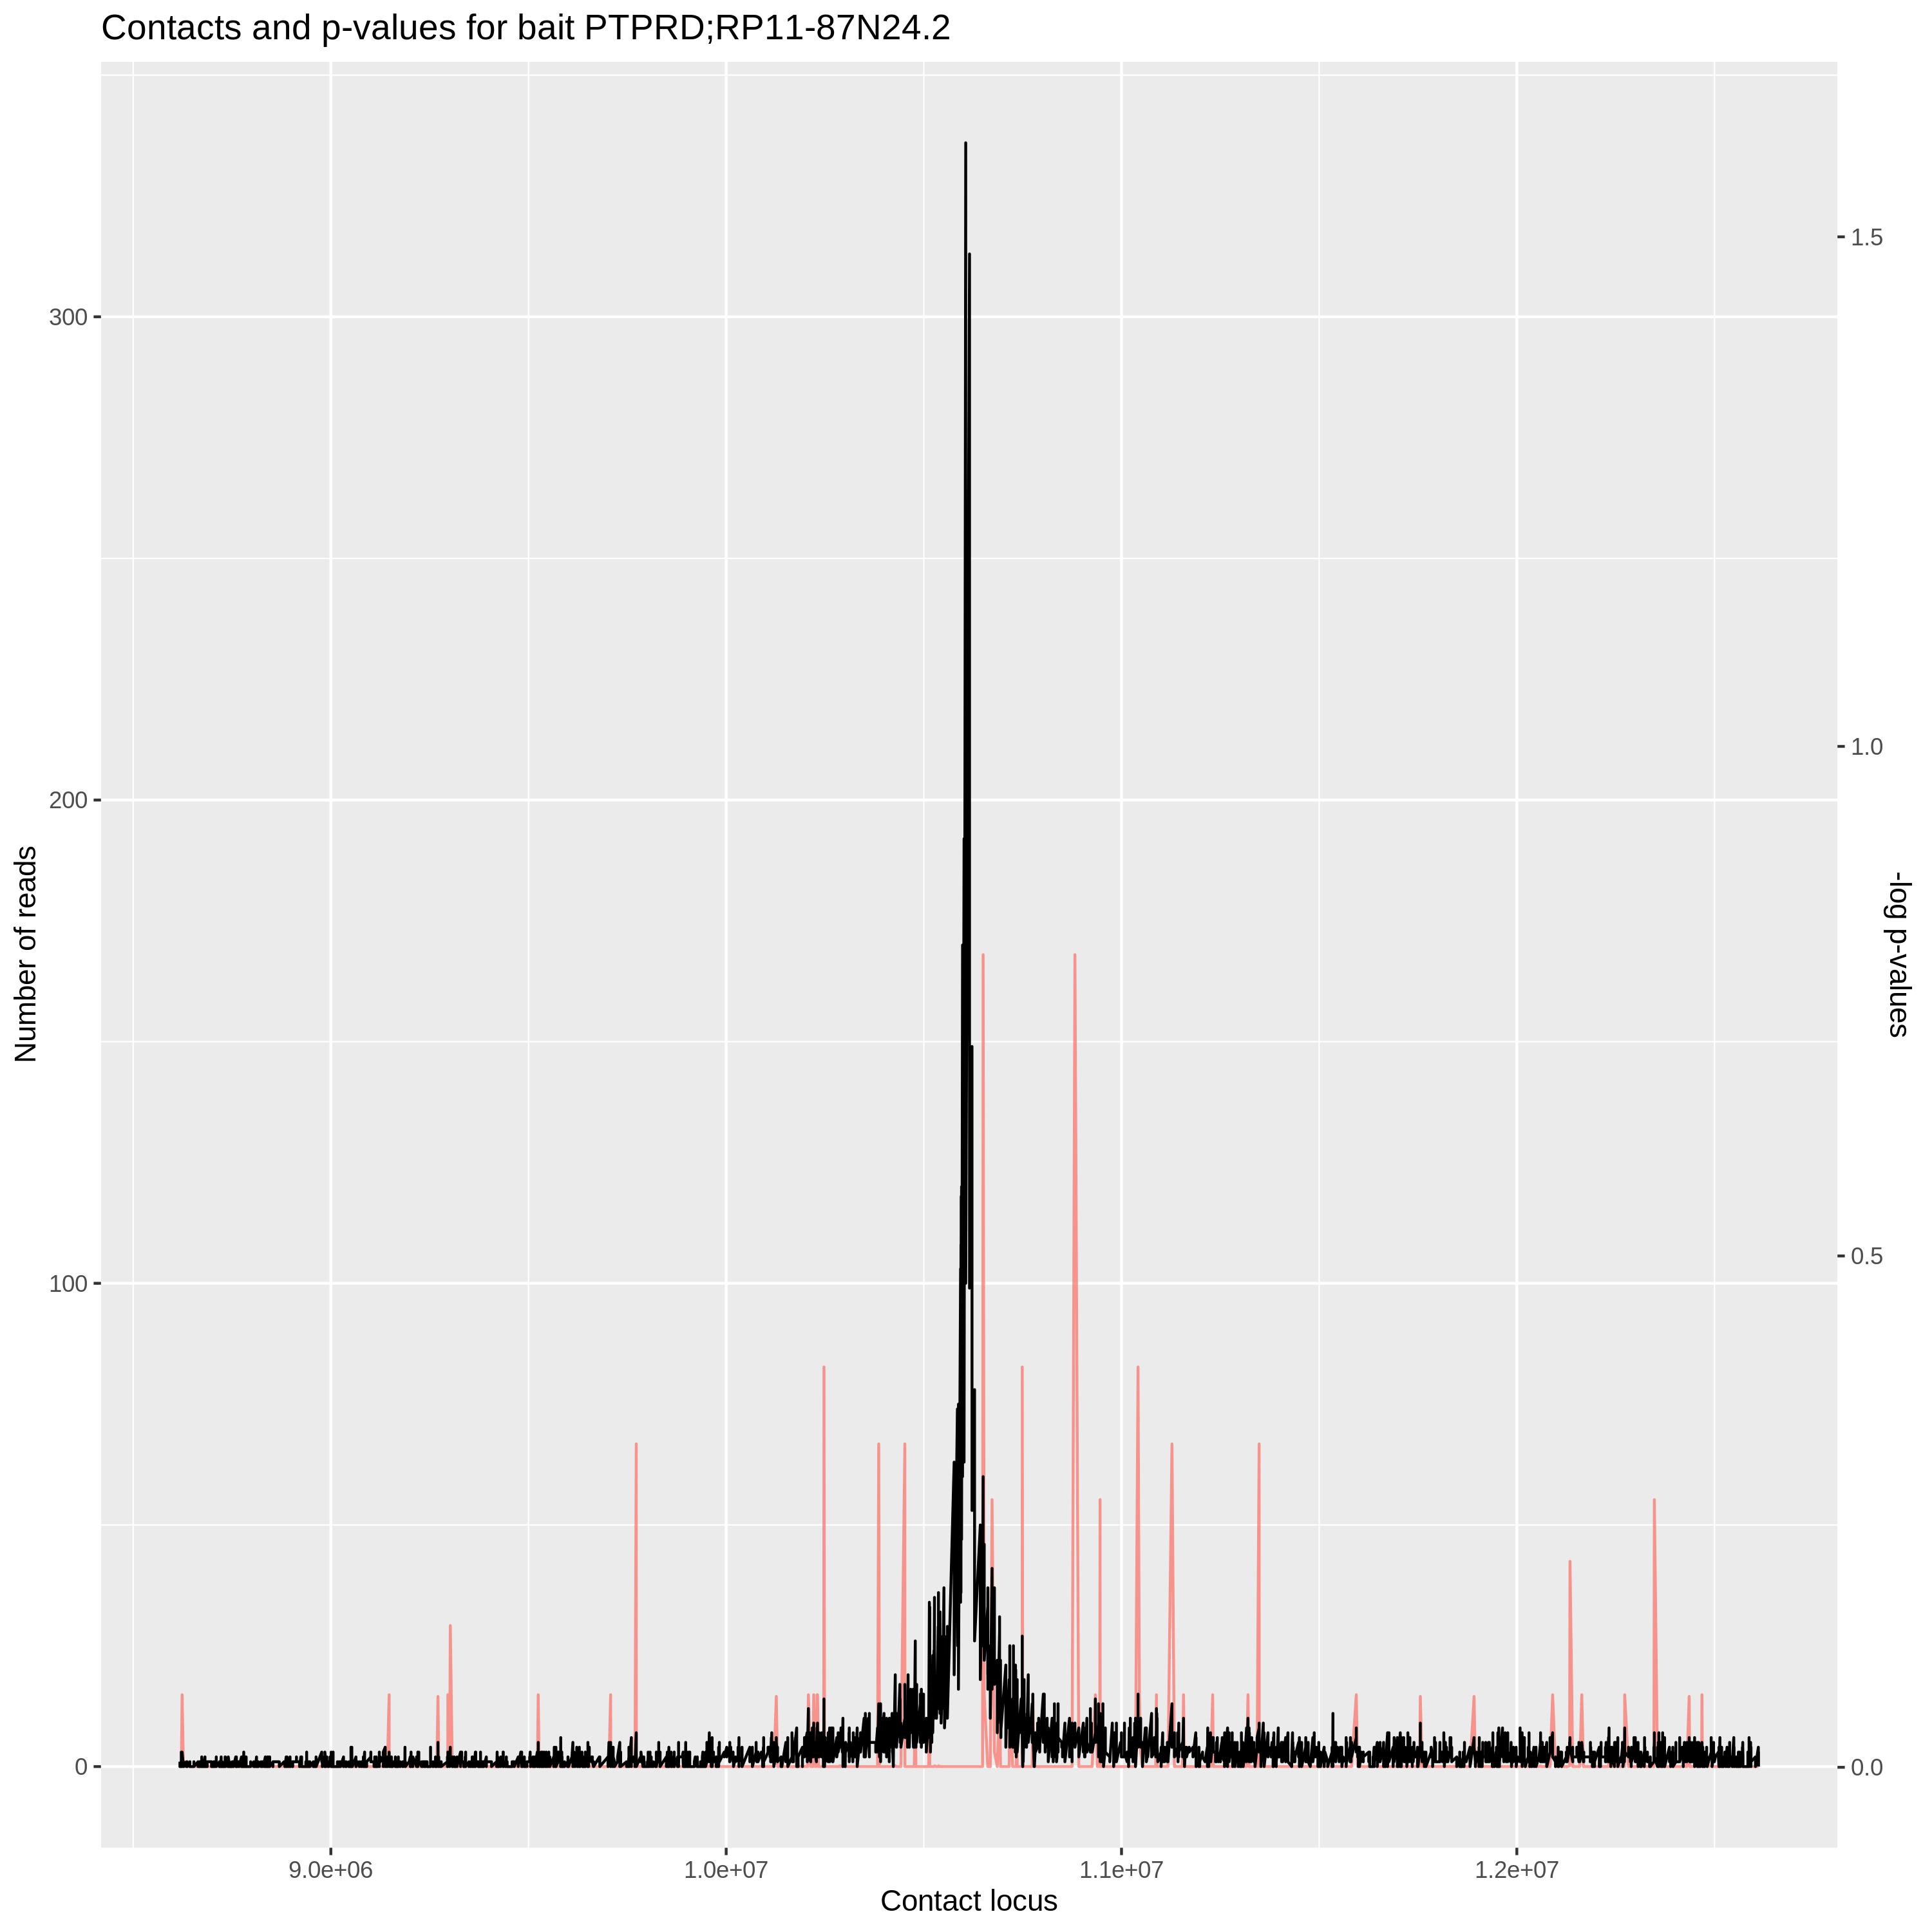 Contacts and p-values for bait PTPRD;RP11-87N24.2
Number of reads
300
200
100
0
1.5
1.0
0.5
0.0
-log p-values
9.0e+06
1.0e+07
1.1e+07
1.2e+07
Contact locus